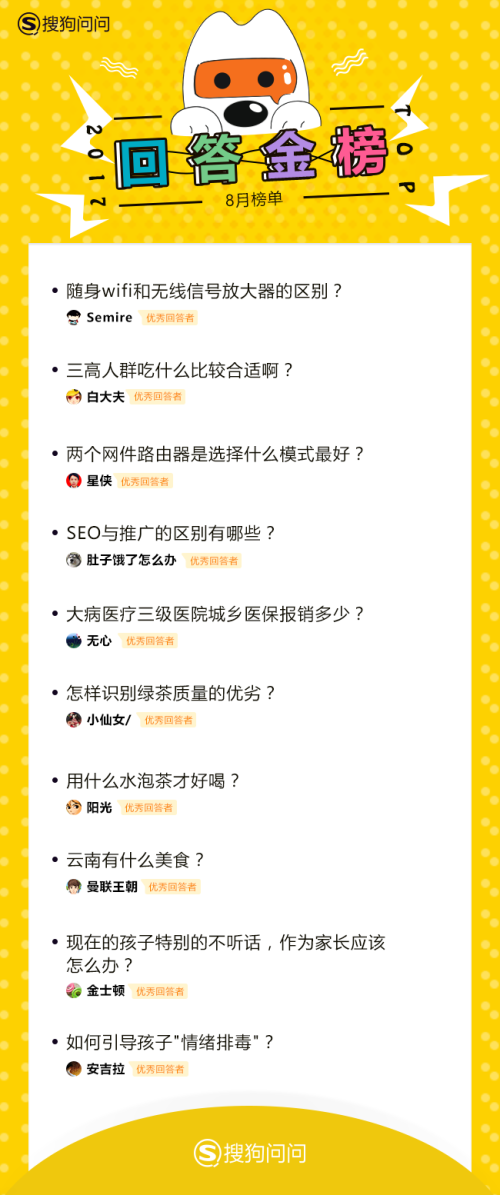 搜狗问问
2017
回答金榜
TOP
8月榜单
• 随身wifi和无线信号放大器的区别？
Semire 优秀回答者
• 三高人群吃什么比较合适啊？
白大夫 优秀回答者
• 两个网件路由器是选择什么模式最好？
星侠 优秀回答者
• SEO与推广的区别有哪些？
肚子饿了怎么办 优秀回答者
• 大病医疗三级医院城乡医保报销多少？
无心 优秀回答者
• 怎样识别绿茶质量的优劣？
小仙女/ 优秀回答者
• 用什么水泡茶才好喝？
阳光 优秀回答者
• 云南有什么美食？
曼联王朝 优秀回答者
• 现在的孩子特别的不听话，作为家长应该
怎么办？
金士顿 优秀回答者
• 如何引导孩子"情绪排毒"？
安吉拉 优秀回答者
搜狗问问